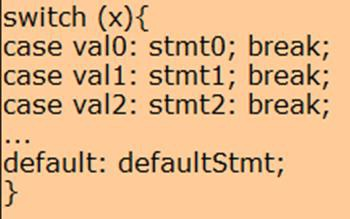 switch (x){
case val0: stmt0; break;
case val1: stmt1; break;
case val2: stmt2: break;
...
default: defaultStmt;
}